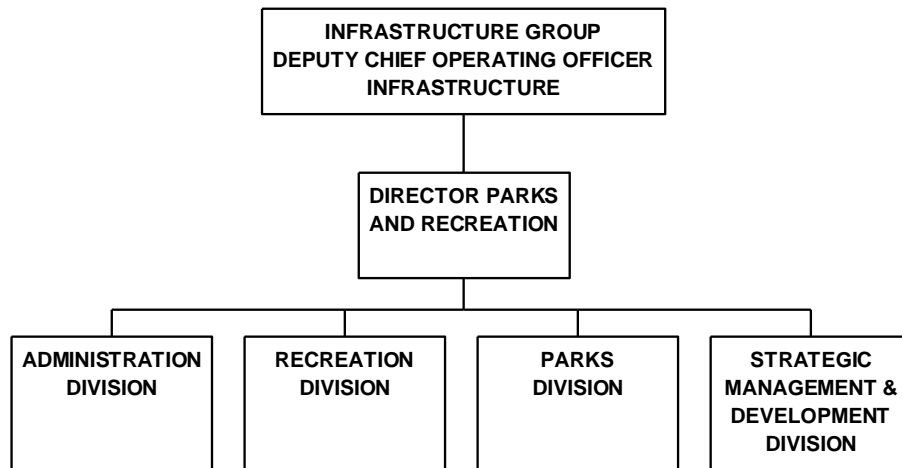 INFRASTRUCTURE GROUP
DEPUTY CHIEF OPERATING OFFICER
INFRASTRUCTURE
DIRECTOR PARKS
AND RECREATION
ADMINISTRATION
DIVISION
RECREATION
DIVISION
PARKS
DIVISION
STRATEGIC
MANAGEMENT &
DEVELOPMENT
DIVISION